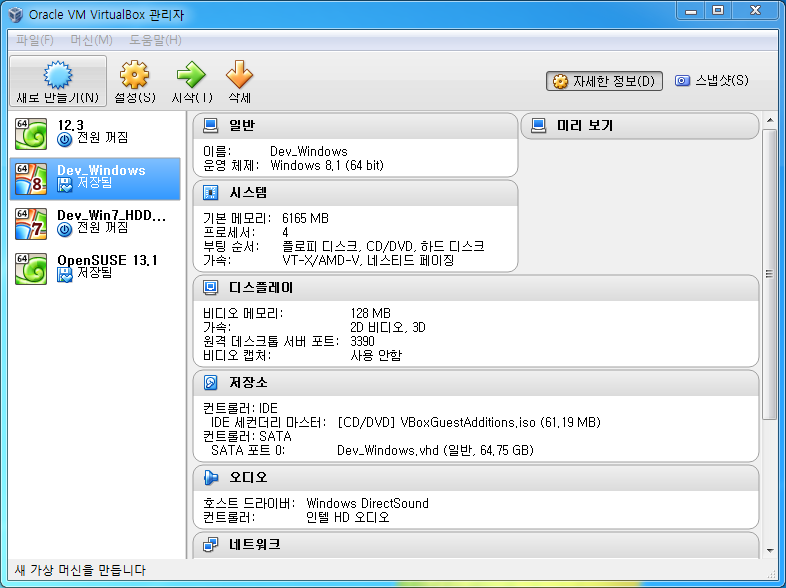 Oracle VM VirtualBox 관리자
파일(F) 머신(M) 도움말(H)
새로 만들기(N) 설정(S) 시작(T) 삭제 자세한 정보(D) 스냅샷(S)
64 12.3
전원 꺼짐
64 8 Dev_Windows
저장됨
64 7 Dev_Win7_HDD...
전원 꺼짐
64 OpenSUSE 13.1
저장됨
일반
이름: Dev_Windows
운영 체제: Windows 8.1 (64 bit)
미리 보기
시스템
기본 메모리: 6165 MB
프로세서: 4
부팅 순서: 플로피 디스크, CD/DVD, 하드 디스크
가속: VT-x/AMD-V, 네스티드 페이징
디스플레이
비디오 메모리: 128 MB
가속: 2D 비디오, 3D
원격 데스크톱 서버 포트: 3390
비디오 캡처: 사용 안함
저장소
컨트롤러: IDE
IDE 세컨더리 마스터: [CD/DVD] VBoxGuestAdditions.iso (61.19 MB)
컨트롤러: SATA
SATA 포트 0: Dev_Windows.vhd (일반, 64.75 GB)
오디오
호스트 드라이버: Windows DirectSound
컨트롤러: 인텔 HD 오디오
네트워크
새 가상 머신을 만듭니다